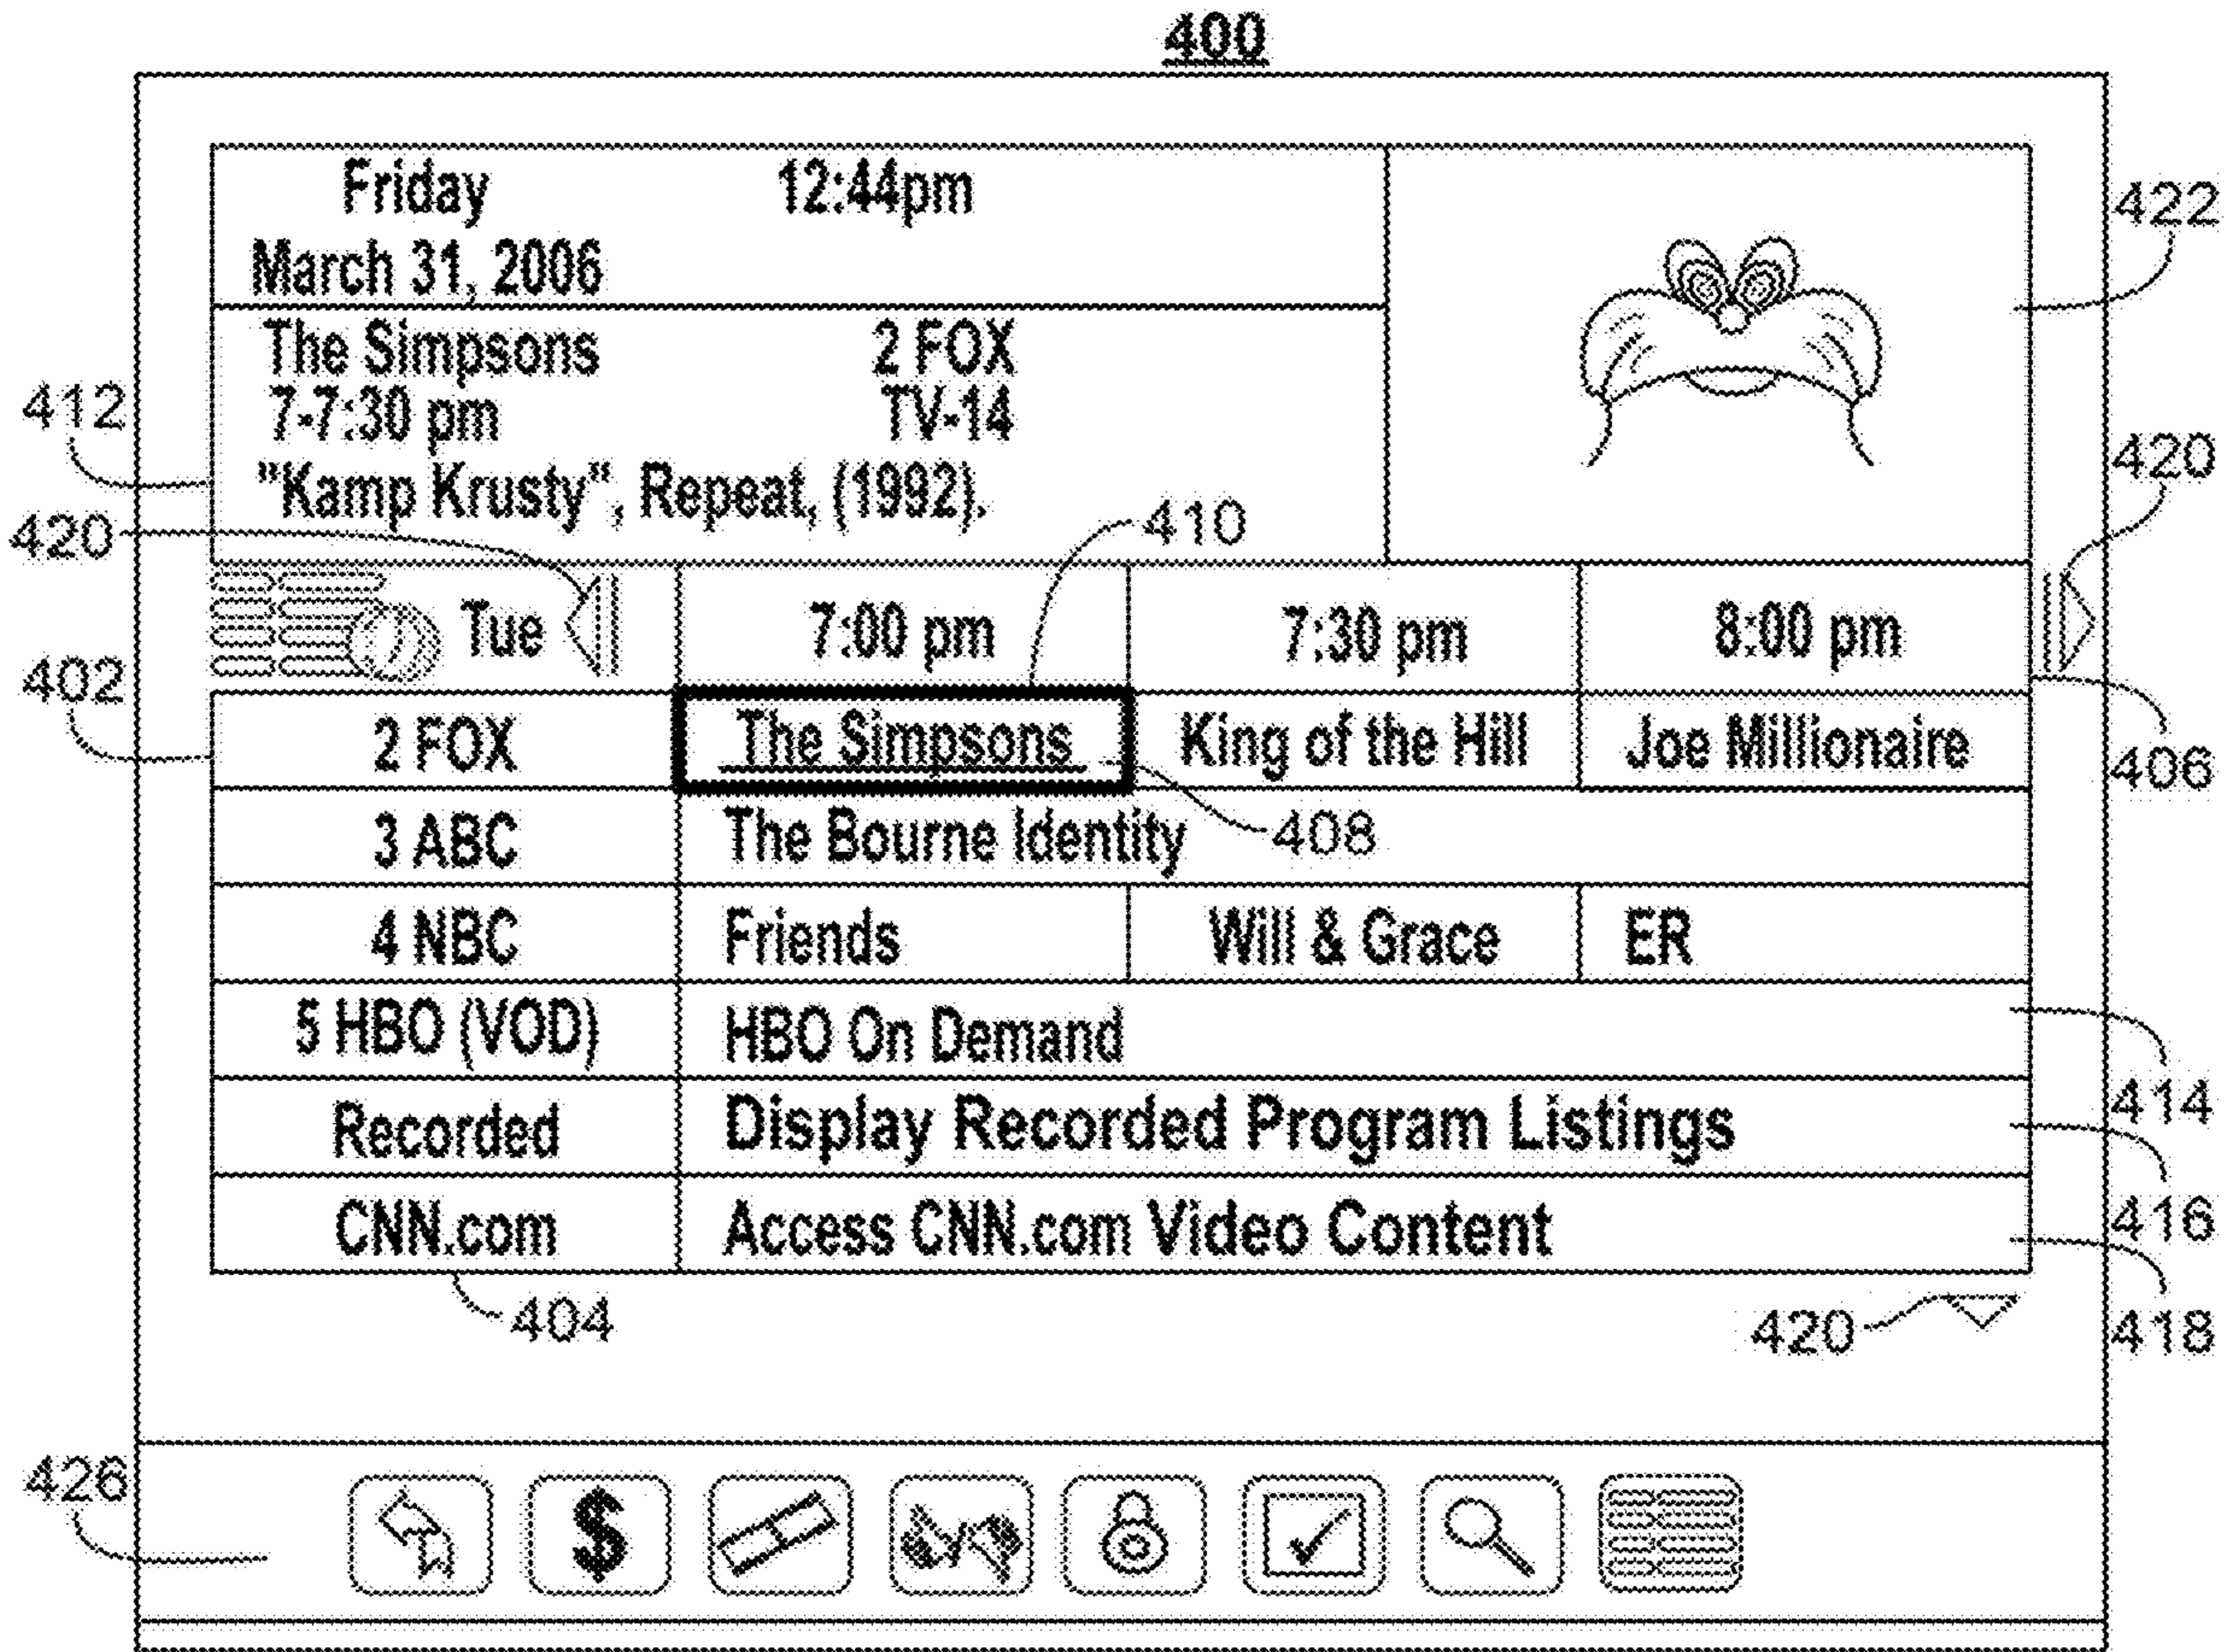 400
Friday 12:44pm
March 31, 2006
422
The Simpsons 2 FOX
412 7-7:30 pm TV-14
420
"Kamp Krusty", Repeat, (1992).
420 410
Tue 7:00 pm 7:30 pm 8:00 pm
402
2 FOX The Simpsons King of the Hill Joe Millionaire
406
3 ABC The Bourne Identity 408
4 NBC Friends Will & Grace ER
5 HBO (VOD) HBO On Demand
414
Recorded Display Recorded Program Listings
416
CNN.com Access CNN.com Video Content
404 420 418
426 $